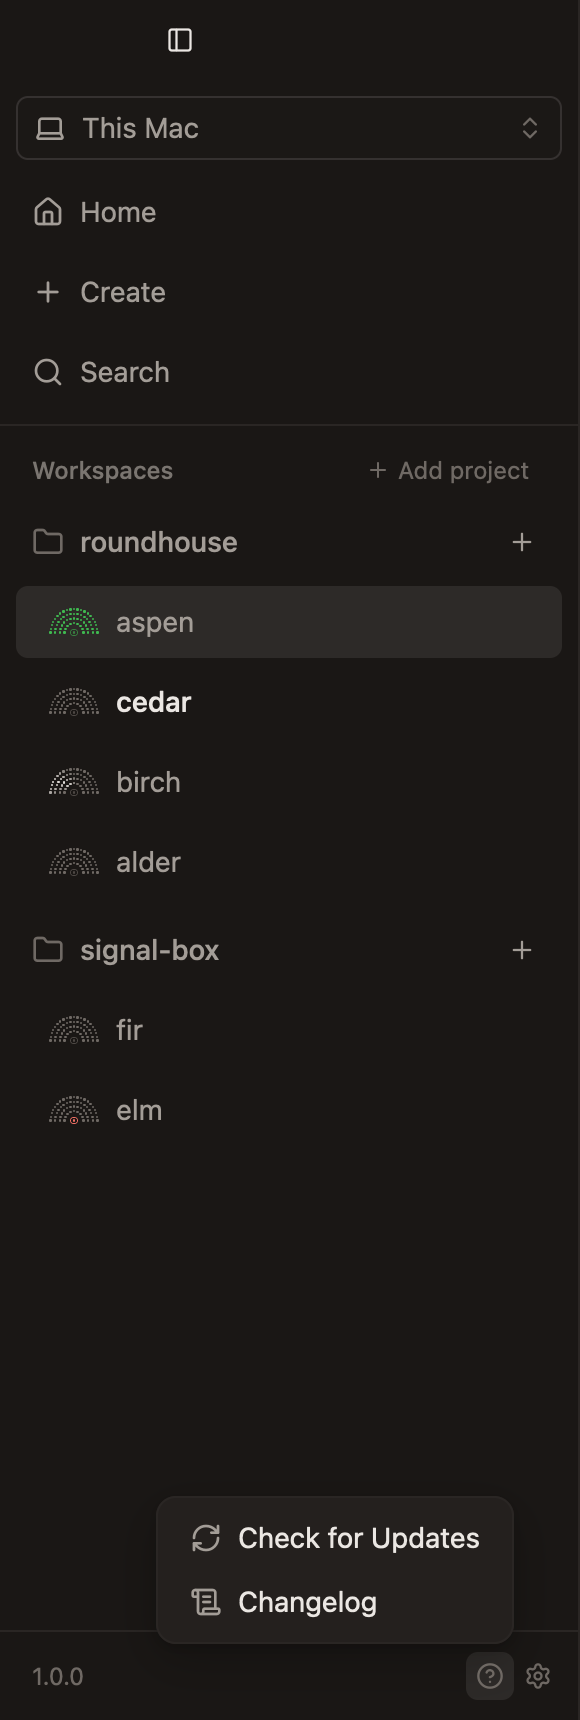 This Mac
Home
Create
Search
Workspaces
Add project
roundhouse
aspen
cedar
birch
alder
signal-box
fir
elm
Check for Updates
Changelog
1.0.0